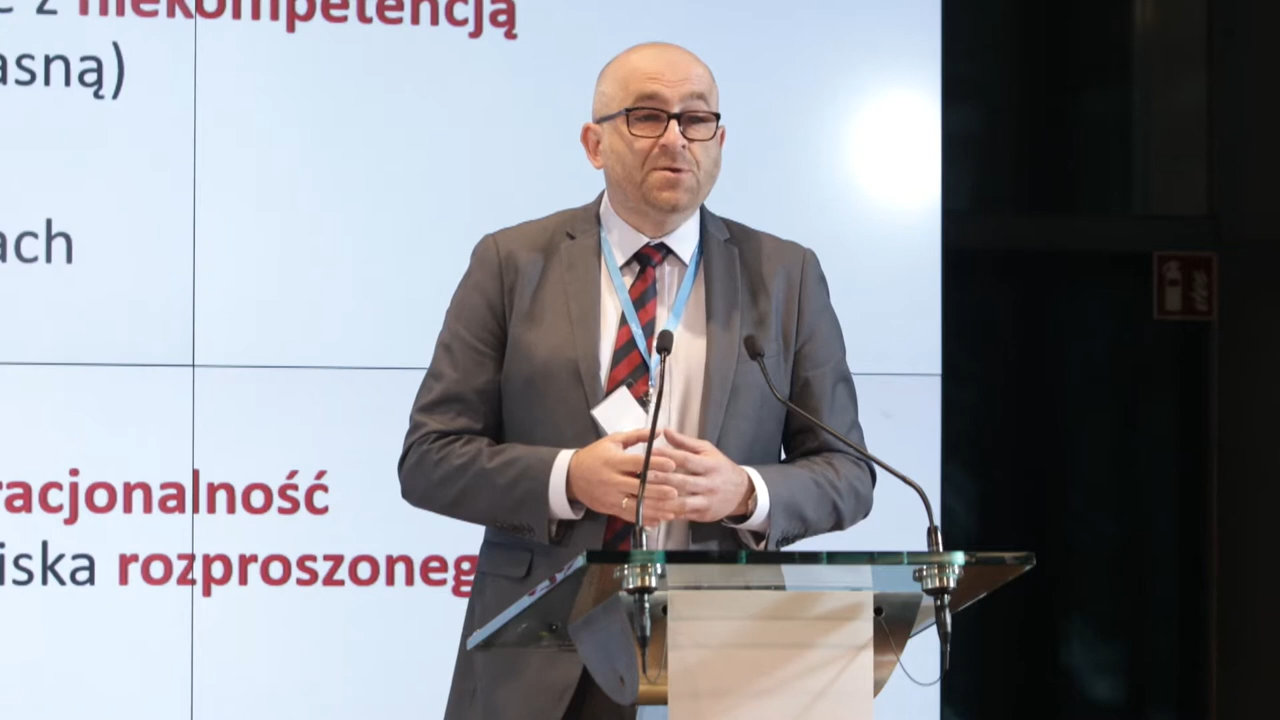 z niekompetencją
asną)
ach
racjonalność
iska rozproszoneg